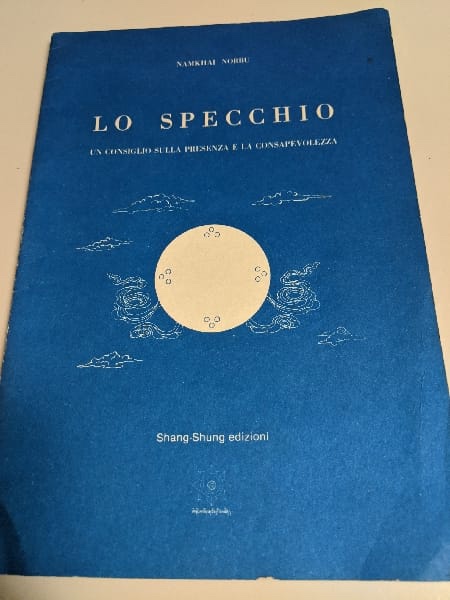 NAMKHAI NORBU
LO SPECCHIO
UN CONSIGLIO SULLA PRESENZA E LA CONSAPEVOLEZZA
Shang-Shung edizioni